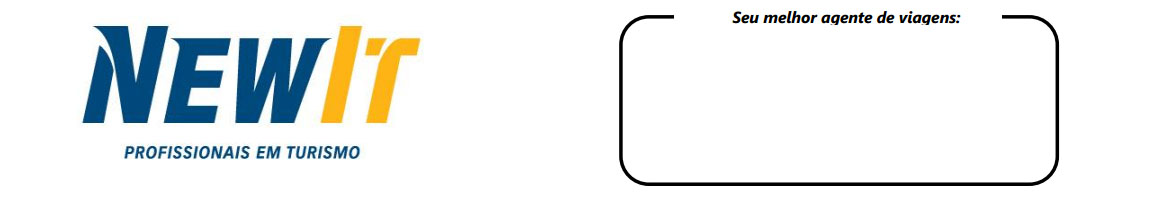 NEWIT
PROFISSIONAIS EM TURISMO
Seu melhor agente de viagens: